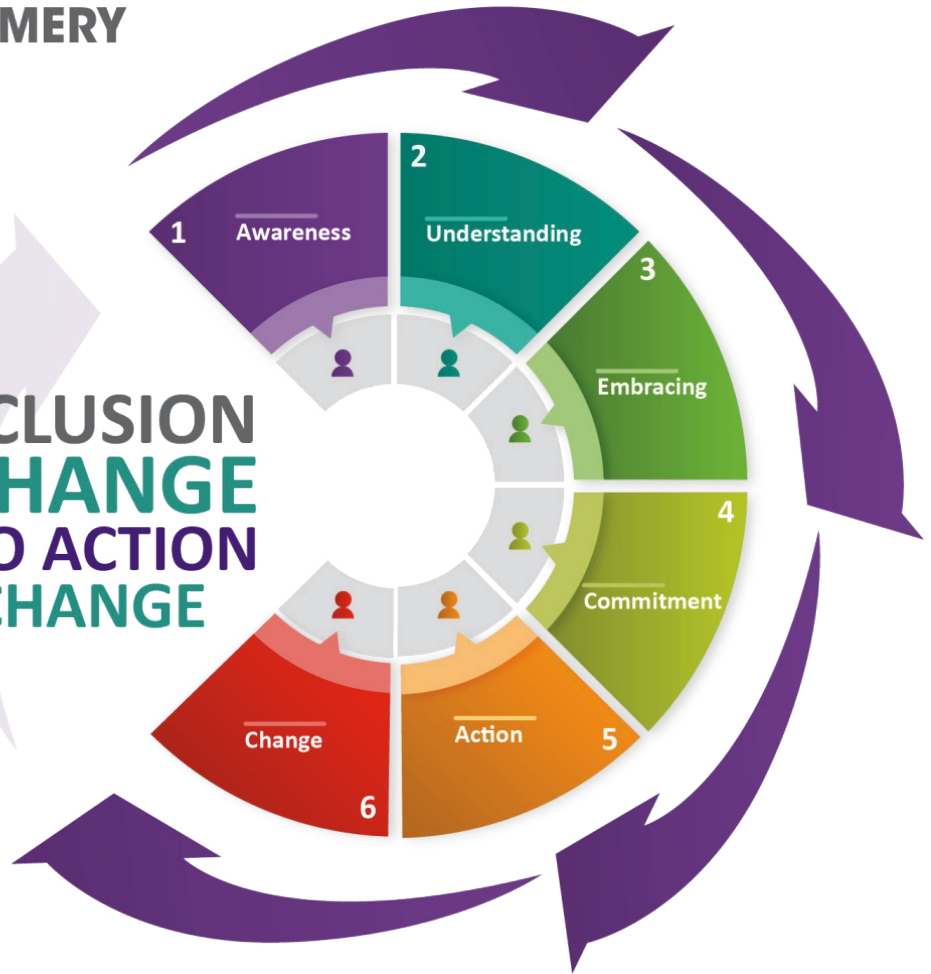 MERY
1 Awareness
2
Understanding
3
Embracing
4
Commitment
5
Action
6
Change
CLUSION
HANGE
O ACTION
CHANGE